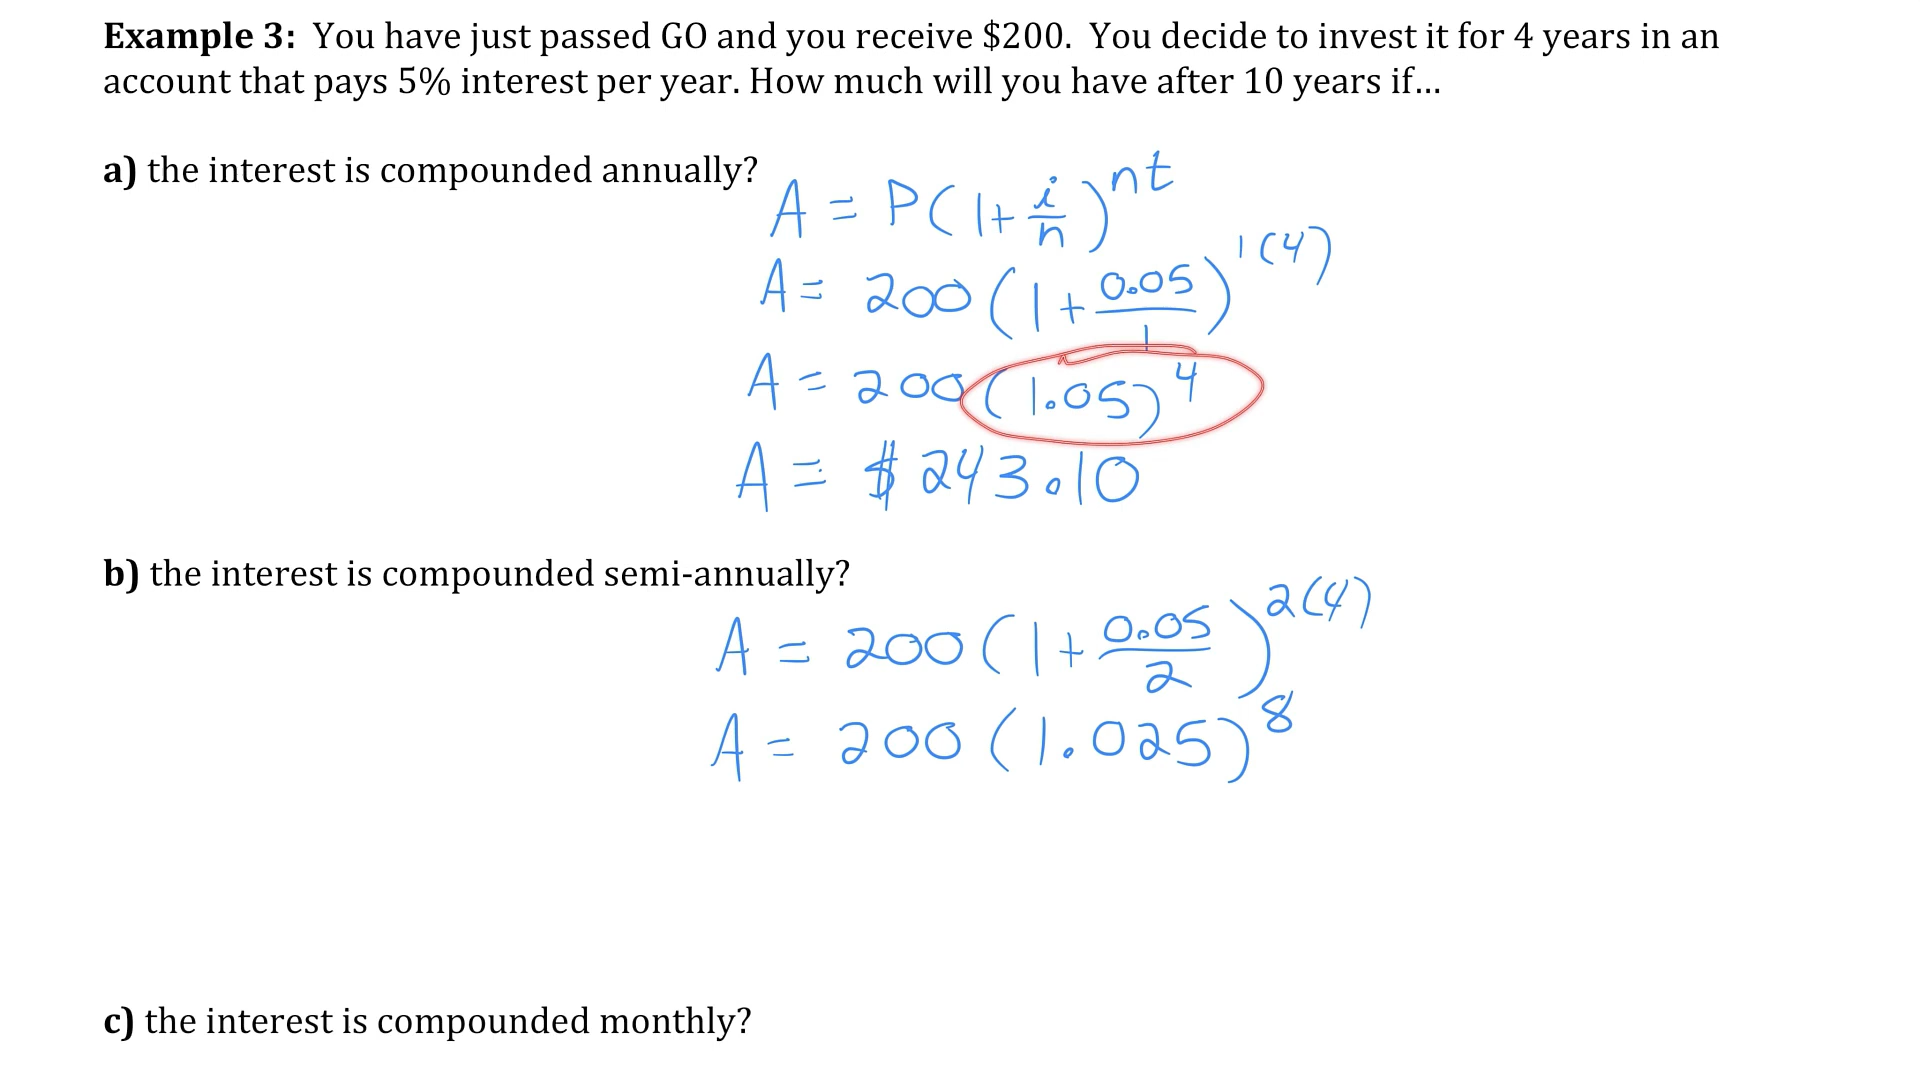 Example 3: You have just passed GO and you receive $200. You decide to invest it for 4 years in an
account that pays 5% interest per year. How much will you have after 10 years if...
a) the interest is compounded annually?
A = P(1+i/n)^nt
A = 200(1+0.05/1)^1(4)
A = 200(1.05)^4
A = $243.10
b) the interest is compounded semi-annually?
A = 200(1+0.05/2)^2(4)
A = 200(1.025)^8
c) the interest is compounded monthly?